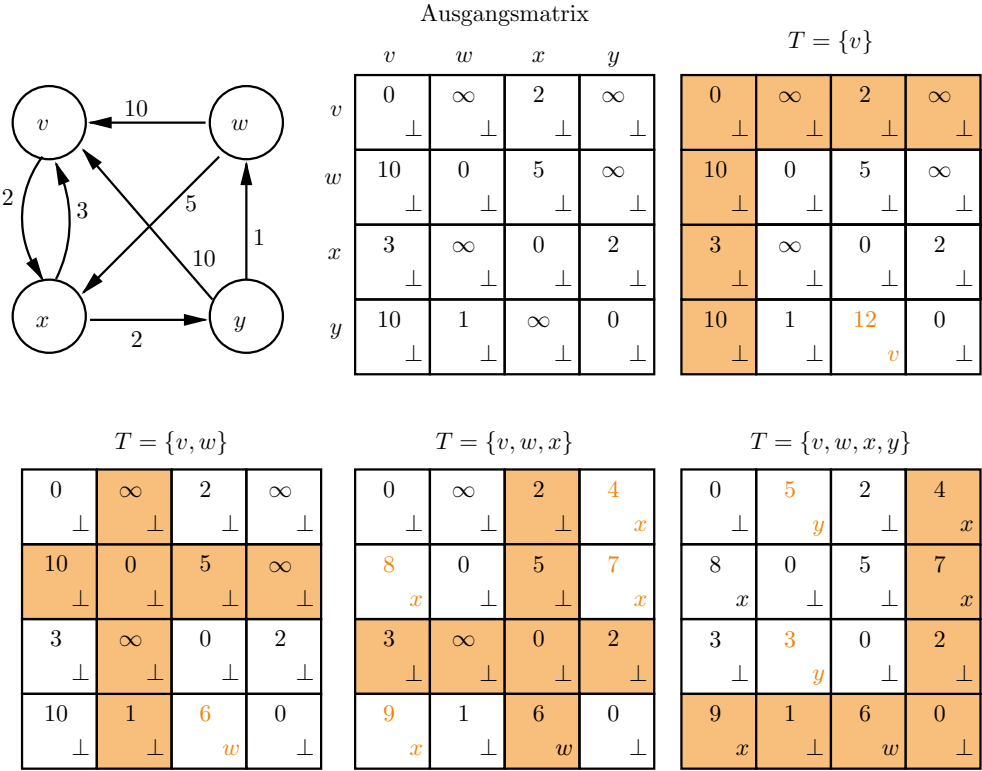 Ausgangsmatrix
v w x y
T = {v}
v 0 ⊥ ∞ ⊥ 2 ⊥ ∞ ⊥
w 10 ⊥ 0 ⊥ 5 ⊥ ∞ ⊥
x 3 ⊥ ∞ ⊥ 0 ⊥ 2 ⊥
y 10 ⊥ 1 ⊥ ∞ ⊥ 0 ⊥
0 ⊥ ∞ ⊥ 2 ⊥ ∞ ⊥
10 ⊥ 0 ⊥ 5 ⊥ ∞ ⊥
3 ⊥ ∞ ⊥ 0 ⊥ 2 ⊥
10 ⊥ 1 ⊥ 12 v 0 ⊥
v 10 w
2 3 5
10 1
x 2 y
T = {v, w}
0 ⊥ ∞ ⊥ 2 ⊥ ∞ ⊥
10 ⊥ 0 ⊥ 5 ⊥ ∞ ⊥
3 ⊥ ∞ ⊥ 0 ⊥ 2 ⊥
10 ⊥ 1 ⊥ 6 w 0 ⊥
T = {v, w, x}
0 ⊥ ∞ ⊥ 2 ⊥ 4 x
8 x 0 ⊥ 5 ⊥ 7 x
3 ⊥ ∞ ⊥ 0 ⊥ 2 ⊥
9 x 1 ⊥ 6 w 0 ⊥
T = {v, w, x, y}
0 ⊥ 5 y 2 ⊥ 4 x
8 x 0 ⊥ 5 ⊥ 7 x
3 ⊥ 3 y 0 ⊥ 2 ⊥
9 x 1 ⊥ 6 w 0 ⊥